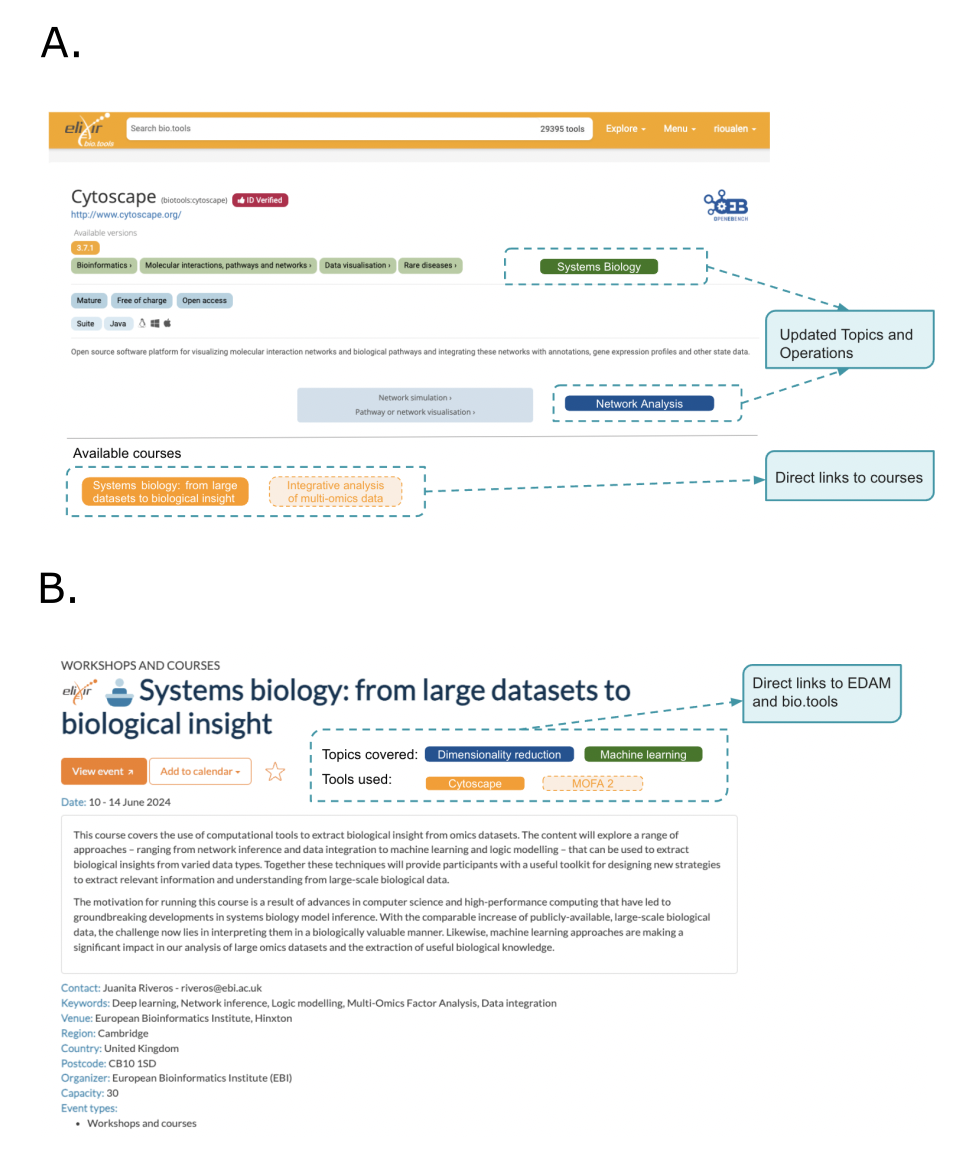 A.
elixir
bio.tools
Search bio.tools
29395 tools
Explore
Menu
rioualen
Cytoscape (biotools:cytoscape) ID Verified
http://www.cytoscape.org/
OEB
OPENEBENCH
Available versions
3.7.1
Bioinformatics › Molecular interactions, pathways and networks › Data visualisation › Rare diseases ›
Systems Biology
Mature Free of charge Open access
Suite Java
Updated Topics and
Operations
Open source software platform for visualizing molecular interaction networks and biological pathways and integrating these networks with annotations, gene expression profiles and other state data.
Network simulation ›
Pathway or network visualisation ›
Network Analysis
Available courses
Systems biology: from large
datasets to biological insight
Integrative analysis
of multi-omics data
Direct links to courses
B.
WORKSHOPS AND COURSES
elixir Systems biology: from large datasets to
biological insight
Direct links to EDAM
and bio.tools
Topics covered: Dimensionality reduction Machine learning
Tools used: Cytoscape MOFA 2
View event Add to calendar
Date: 10 - 14 June 2024
This course covers the use of computational tools to extract biological insight from omics datasets. The content will explore a range of
approaches – ranging from network inference and data integration to machine learning and logic modelling – that can be used to extract
biological insights from varied data types. Together these techniques will provide participants with a useful toolkit for designing new strategies
to extract relevant information and understanding from large-scale biological data.
The motivation for running this course is a result of advances in computer science and high-performance computing that have led to
groundbreaking developments in systems biology model inference. With the comparable increase of publicly-available, large-scale biological
data, the challenge now lies in interpreting them in a biologically valuable manner. Likewise, machine learning approaches are making a
significant impact in our analysis of large omics datasets and the extraction of useful biological knowledge.
Contact: Juanita Riveros - riveros@ebi.ac.uk
Keywords: Deep learning, Network inference, Logic modelling, Multi-Omics Factor Analysis, Data integration
Venue: European Bioinformatics Institute, Hinxton
Region: Cambridge
Country: United Kingdom
Postcode: CB10 1SD
Organizer: European Bioinformatics Institute (EBI)
Capacity: 30
Event types:
• Workshops and courses